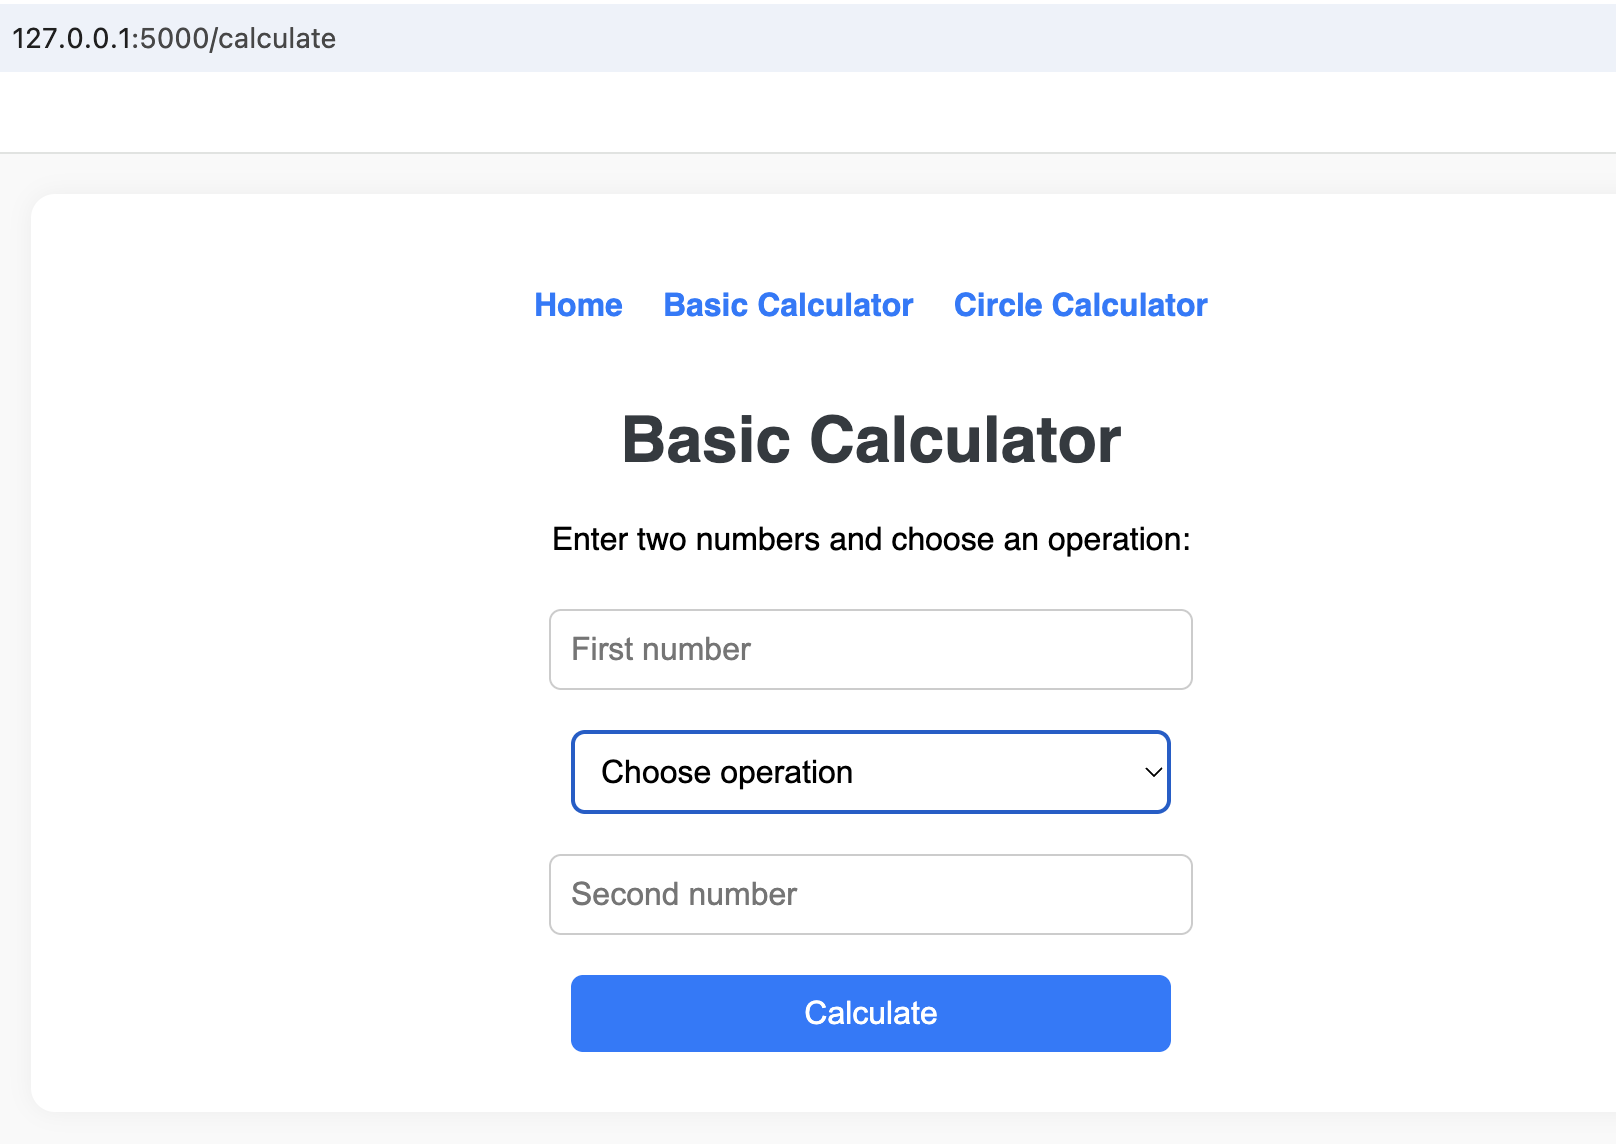 127.0.0.1:5000/calculate
Home Basic Calculator Circle Calculator
Basic Calculator
Enter two numbers and choose an operation:
First number
Choose operation
Second number
Calculate